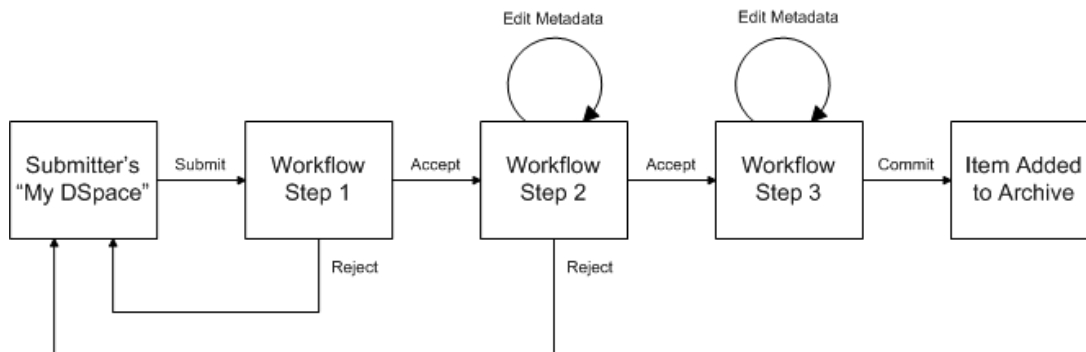 Edit Metadata
Edit Metadata
Submitter's
“My DSpace”
Submit
Workflow
Step 1
Accept
Workflow
Step 2
Accept
Workflow
Step 3
Commit
Item Added
to Archive
Reject
Reject